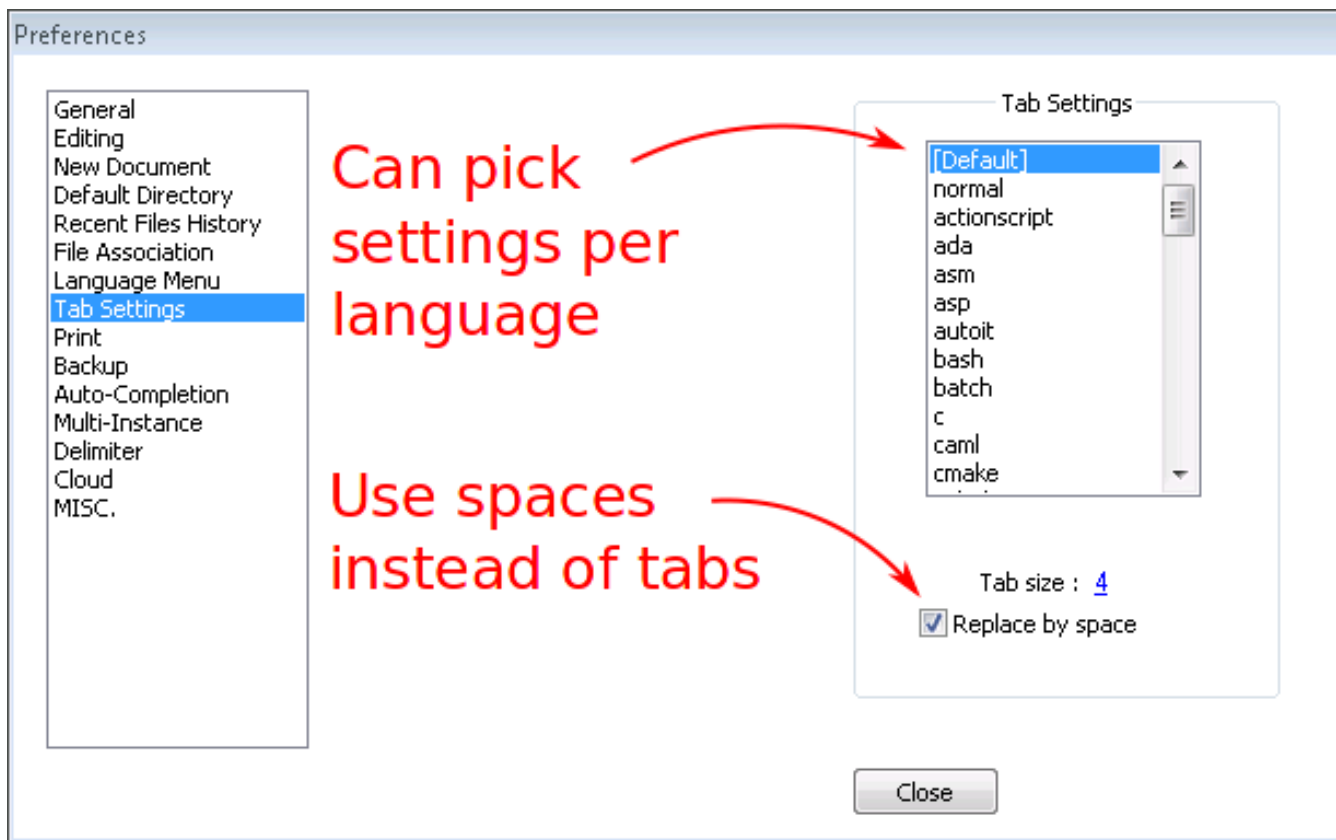 Preferences
General
Editing
New Document
Default Directory
Recent Files History
File Association
Language Menu
Tab Settings
Print
Backup
Auto-Completion
Multi-Instance
Delimiter
Cloud
MISC.
Can pick
settings per
language
Use spaces
instead of tabs
Tab Settings
[Default]
normal
actionscript
ada
asm
asp
autoit
bash
batch
c
caml
cmake
Tab size : 4
Replace by space
Close